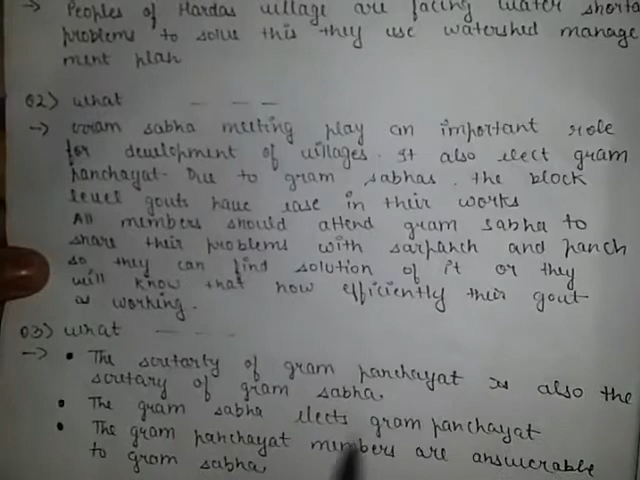 → Peoples of Hardas village are facing water shorta
problems to solve this they use watershed manage
ment plan
02) what _ _ _
→ Gram sabha meeting play an important role
for development of villages. It also elect gram
panchayat. Due to gram sabhas. the block
level govts have ease in their works
All members should attend gram sabha to
share their problems with sarpanch and panch
so they can find solution of it or they
will know that how efficiently their govt
is working.
03) what _ _ _
→ • The scutarty of gram panchayat is also the
scutary of gram sabha.
• The gram sabha elects gram panchayat
• The gram panchayat members are answerable
to gram sabha